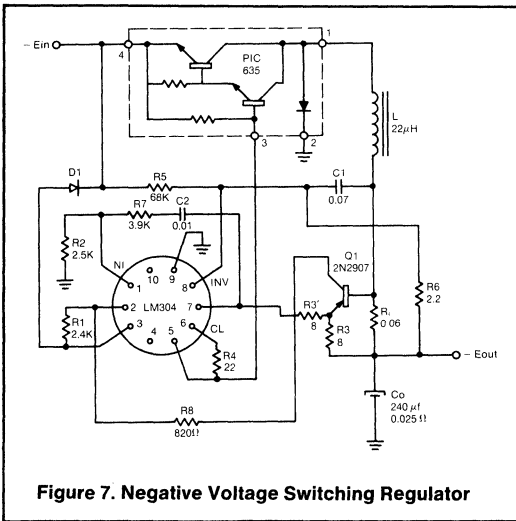 − Ein
4
PIC
635
1
3
2
L
22μH
D1
R5
68K
C1
0.07
R7
3.9K
C2
0.01
R2
2.5K
NI
10
9
INV
1
8
Q1
2N2907
R1
2.4K
2
LM304
7
R3'
8
R3
8
0.06
R6
2.2
3
4
5
6
CL
R4
22
− Eout
R8
820Ω
Co
240 μf
0.025 Ω
Figure 7. Negative Voltage Switching Regulator